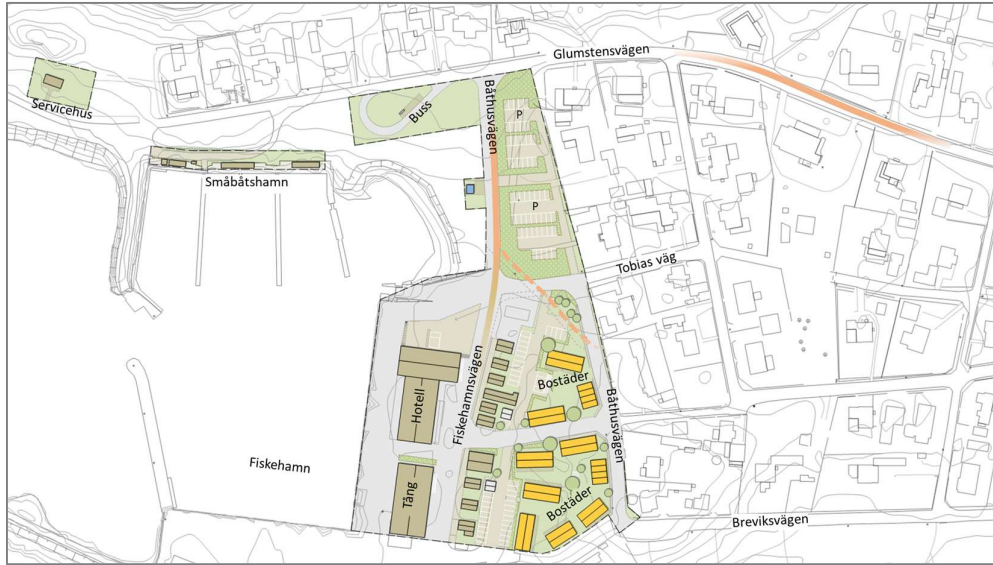 Glumstensvägen
Servicehus
Buss
Båthusvägen
P
Småbåtshamn
P
Tobias väg
Fiskehamnsvägen
Hotell
Bostäder
Båthusvägen
Fiskehamn
Tång
Bostäder
Breviksvägen